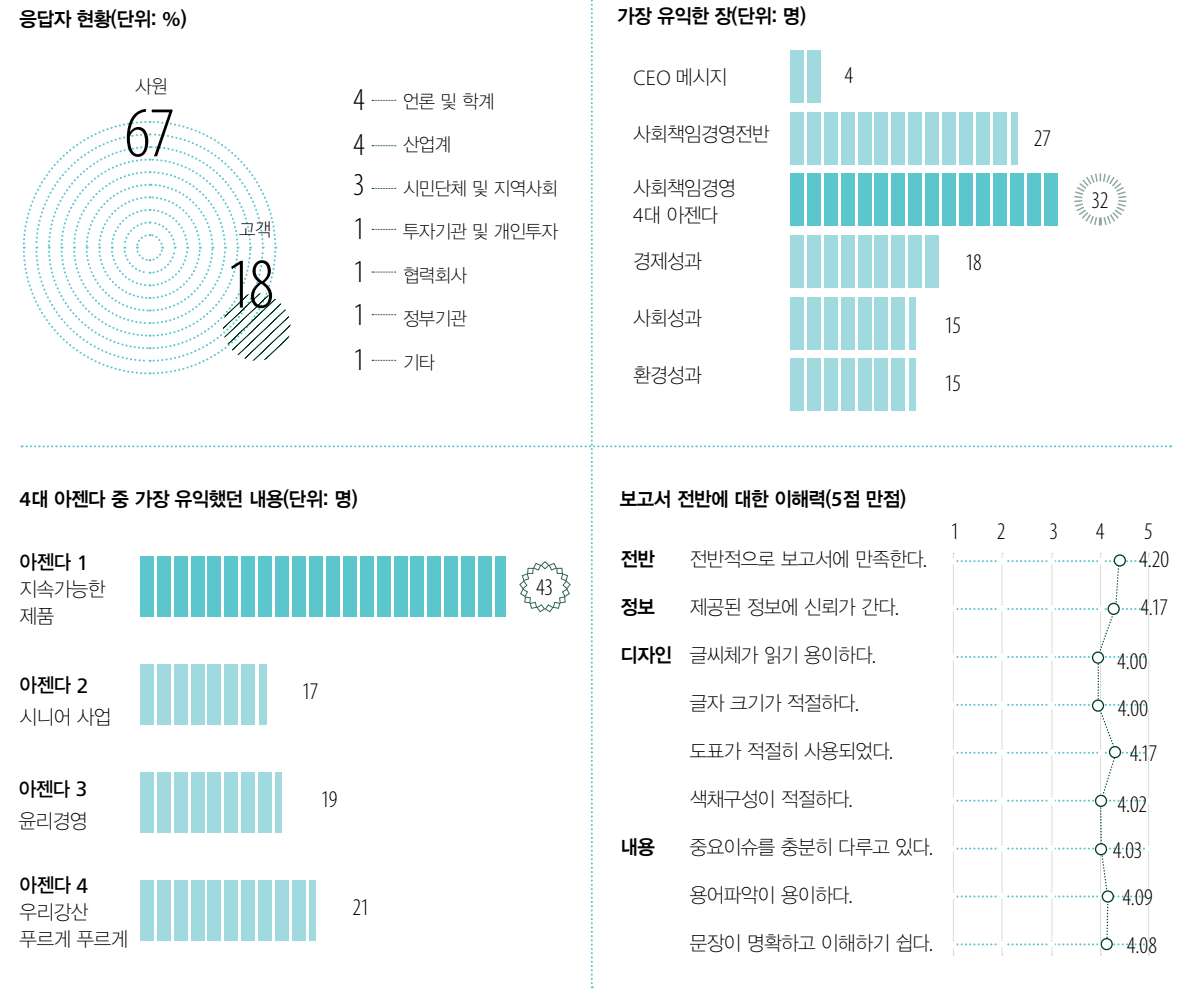 응답자 현황(단위: %)
사원
67
고객
18
4 언론 및 학계
4 산업계
3 시민단체 및 지역사회
1 투자기관 및 개인투자
1 협력회사
1 정부기관
1 기타
가장 유익한 장(단위: 명)
CEO 메시지 4
사회책임경영전반 27
사회책임경영
4대 아젠다 32
경제성과 18
사회성과 15
환경성과 15
4대 아젠다 중 가장 유익했던 내용(단위: 명)
아젠다 1
지속가능한
제품
43
아젠다 2
시니어 사업
17
아젠다 3
윤리경영
19
아젠다 4
우리강산
푸르게 푸르게
21
보고서 전반에 대한 이해력(5점 만점)
1 2 3 4 5
전반 전반적으로 보고서에 만족한다. 4.20
정보 제공된 정보에 신뢰가 간다. 4.17
디자인 글씨체가 읽기 용이하다. 4.00
글자 크기가 적절하다. 4.00
도표가 적절히 사용되었다. 4.17
색채구성이 적절하다. 4.02
내용 중요이슈를 충분히 다루고 있다. 4.03
용어파악이 용이하다. 4.09
문장이 명확하고 이해하기 쉽다. 4.08